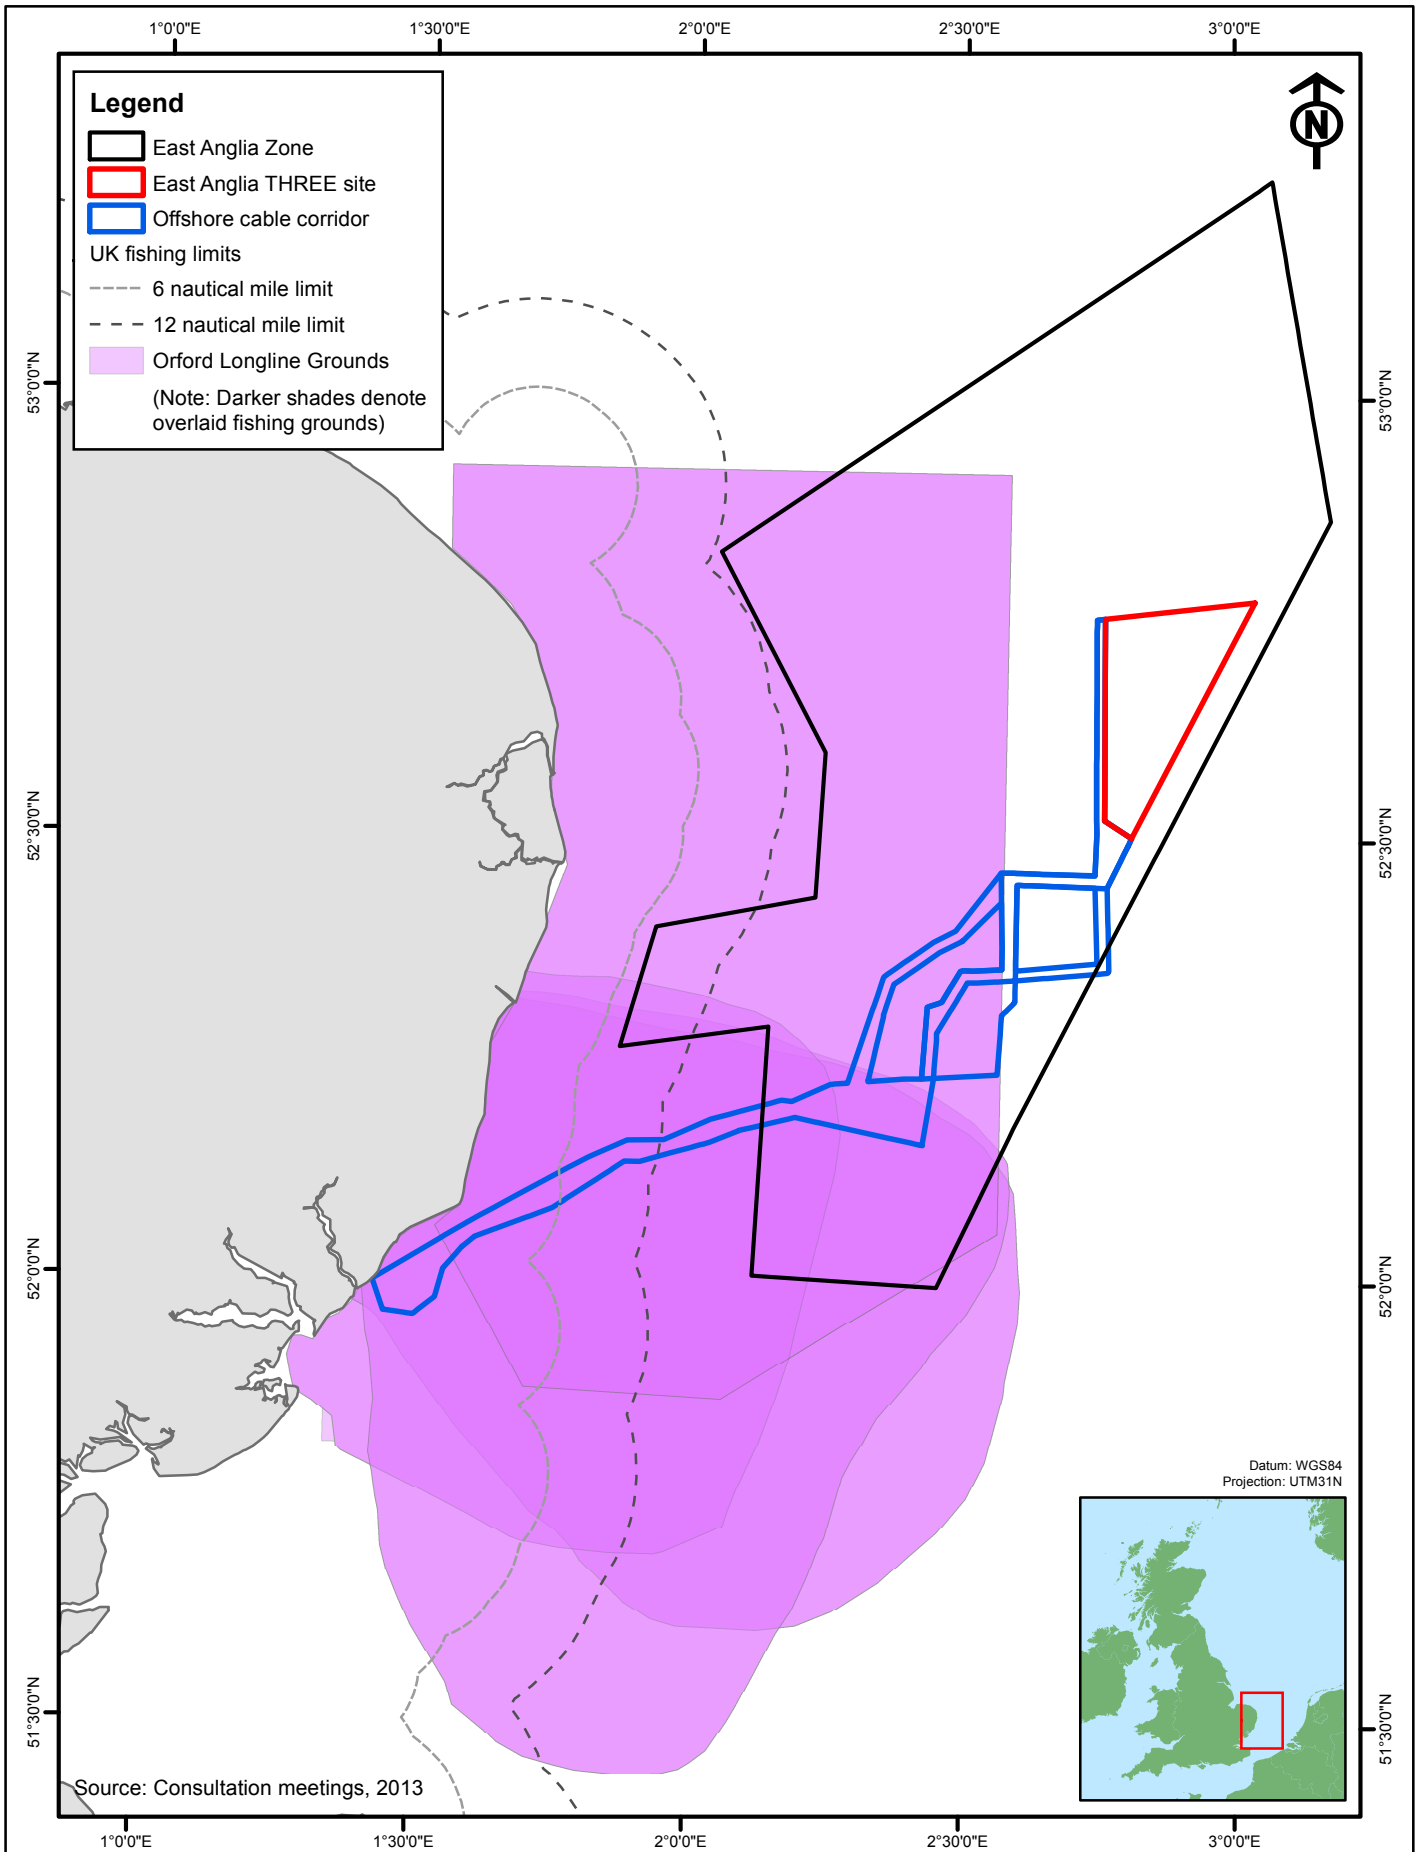 1°0'0"E 1°30'0"E 2°0'0"E 2°30'0"E 3°0'0"E
Legend
East Anglia Zone
East Anglia THREE site
Offshore cable corridor
UK fishing limits
6 nautical mile limit
12 nautical mile limit
Orford Longline Grounds
(Note: Darker shades denote
overlaid fishing grounds)
N
53°0'0"N
53°0'0"N
52°30'0"N
52°30'0"N
52°0'0"N
52°0'0"N
51°30'0"N
51°30'0"N
Datum: WGS84
Projection: UTM31N
Source: Consultation meetings, 2013
1°0'0"E 1°30'0"E 2°0'0"E 2°30'0"E 3°0'0"E